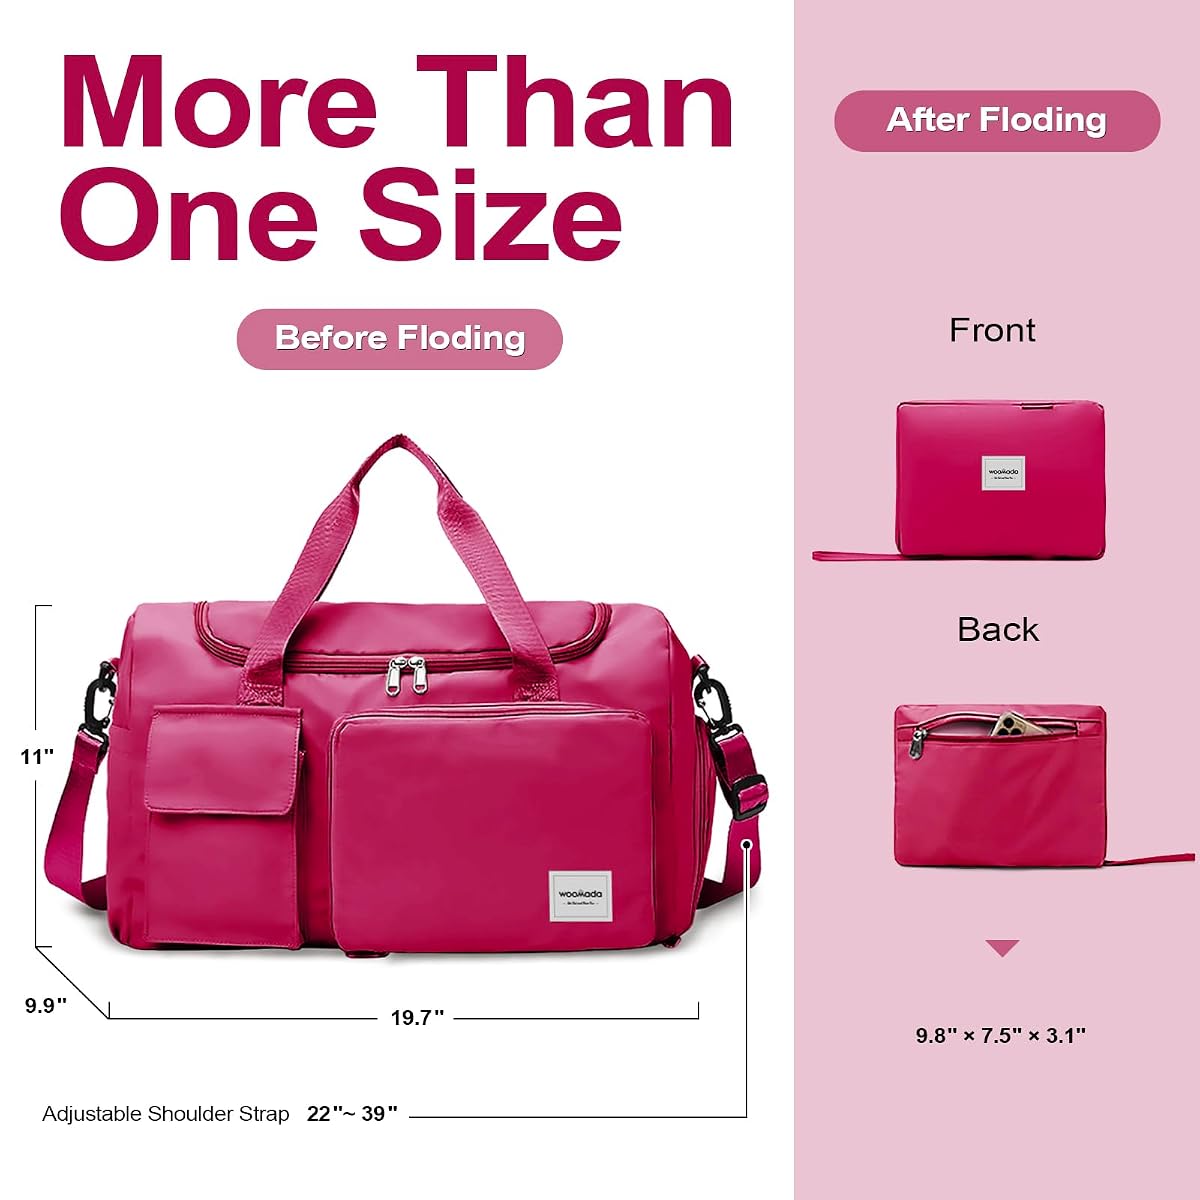 More Than
One Size
Before Floding
11"
9.9"
19.7"
Adjustable Shoulder Strap 22"~ 39"
wooMada
After Floding
Front
wooMada
Back
9.8" × 7.5" × 3.1"